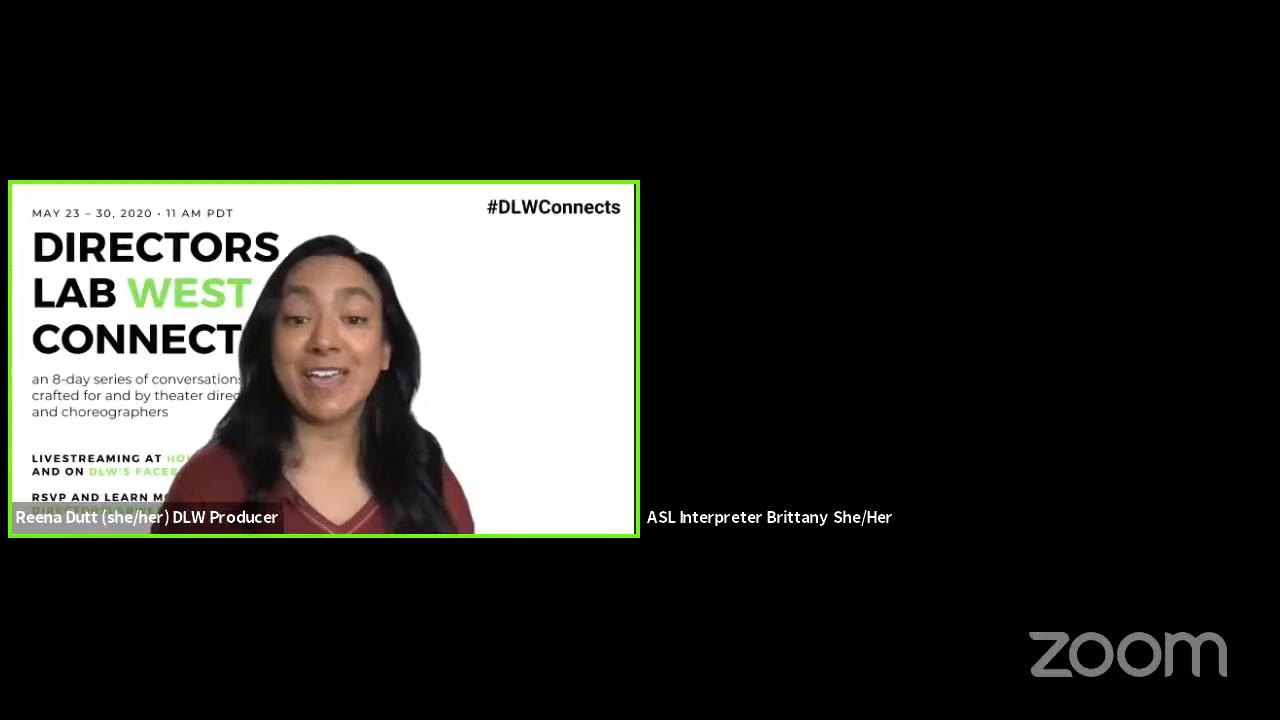 MAY 23 – 30, 2020 • 11 AM PDT
#DLWConnects
DIRECTORS
LAB WEST
CONNECT
an 8-day series of conversation
crafted for and by theater direc
and choreographers
LIVESTREAMING AT
AND ON DLW'S
RSVP AND LEARN
Reena Dutt (she/her) DLW Producer
ASL Interpreter Brittany She/Her
zoom